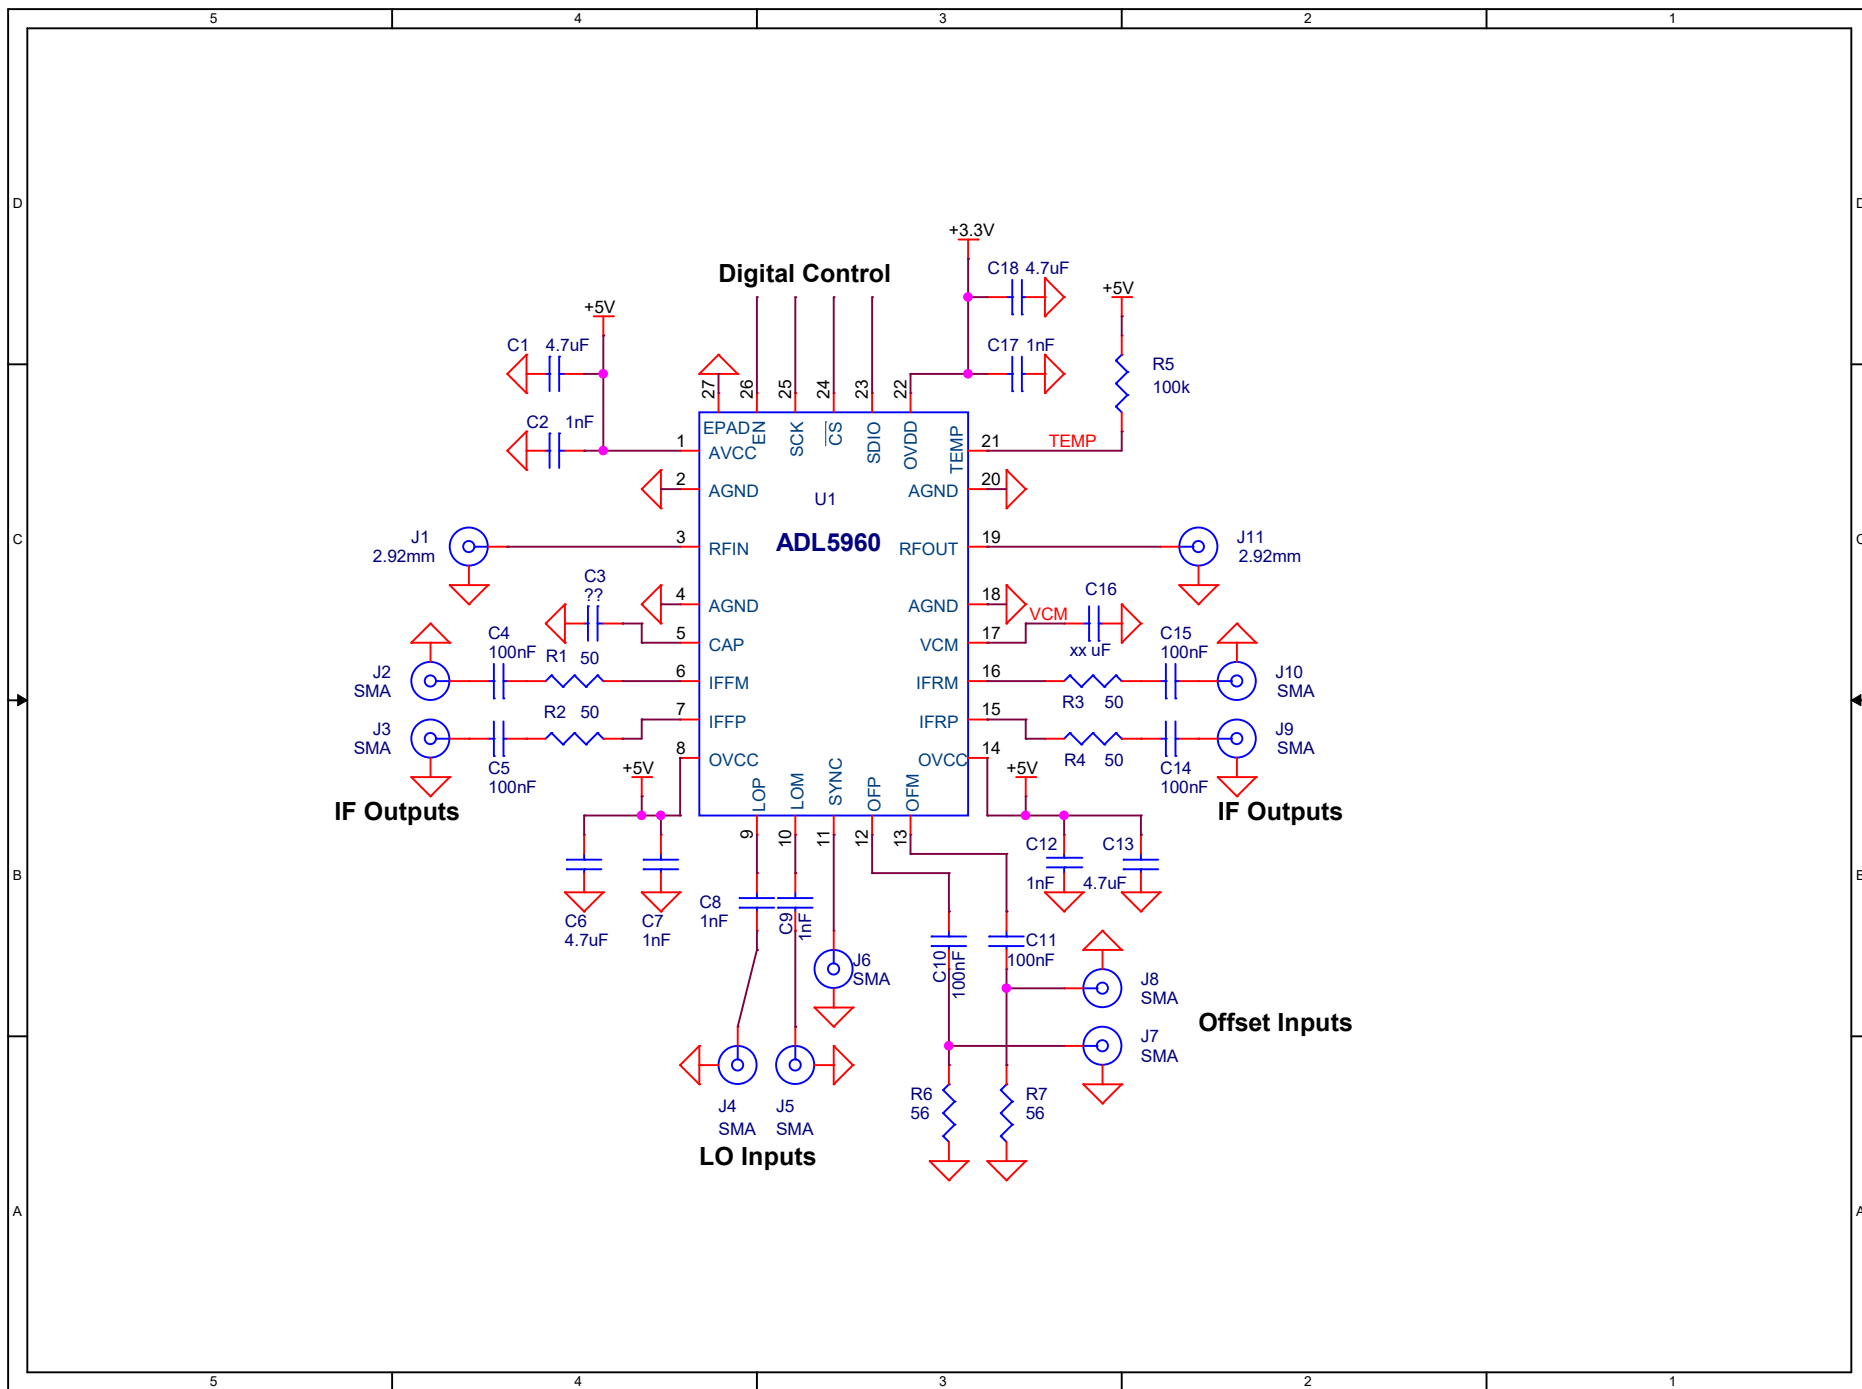 5 4 3 2 1
D D
+3.3V
Digital Control
C18 4.7uF
+5V
+5V
C1 4.7uF
C17 1nF
R5
100k
C2 1nF
27 26 25 24 23 22
EPAD EN SCK CS SDIO OVDD TEMP
1 AVCC
21 TEMP
2 AGND
AGND 20
U1
ADL5960
C C
J1
2.92mm
3 RFIN
RFOUT 19
J11
2.92mm
C3
??
4 AGND
AGND 18
VCM
C16
xx uF
5 CAP
VCM 17
C4
100nF
R1 50
J2
SMA
6 IFFM
IFRM 16
R3 50
C15
100nF
J10
SMA
J3
SMA
C5
100nF
R2 50
7 IFFP
IFRP 15
R4 50
C14
100nF
J9
SMA
8 OVCC
OVCC 14
+5V
+5V
IF Outputs
IF Outputs
LOP LOM SYNC OFP OFM
9 10 11 12 13
B B
C6
4.7uF
C7
1nF
C8
1nF
C9
1nF
C12
1nF
C13
4.7uF
J6
SMA
C10
100nF
C11
100nF
J8
SMA
Offset Inputs
J7
SMA
J4
SMA
J5
SMA
LO Inputs
R6
56
R7
56
A A
5 4 3 2 1